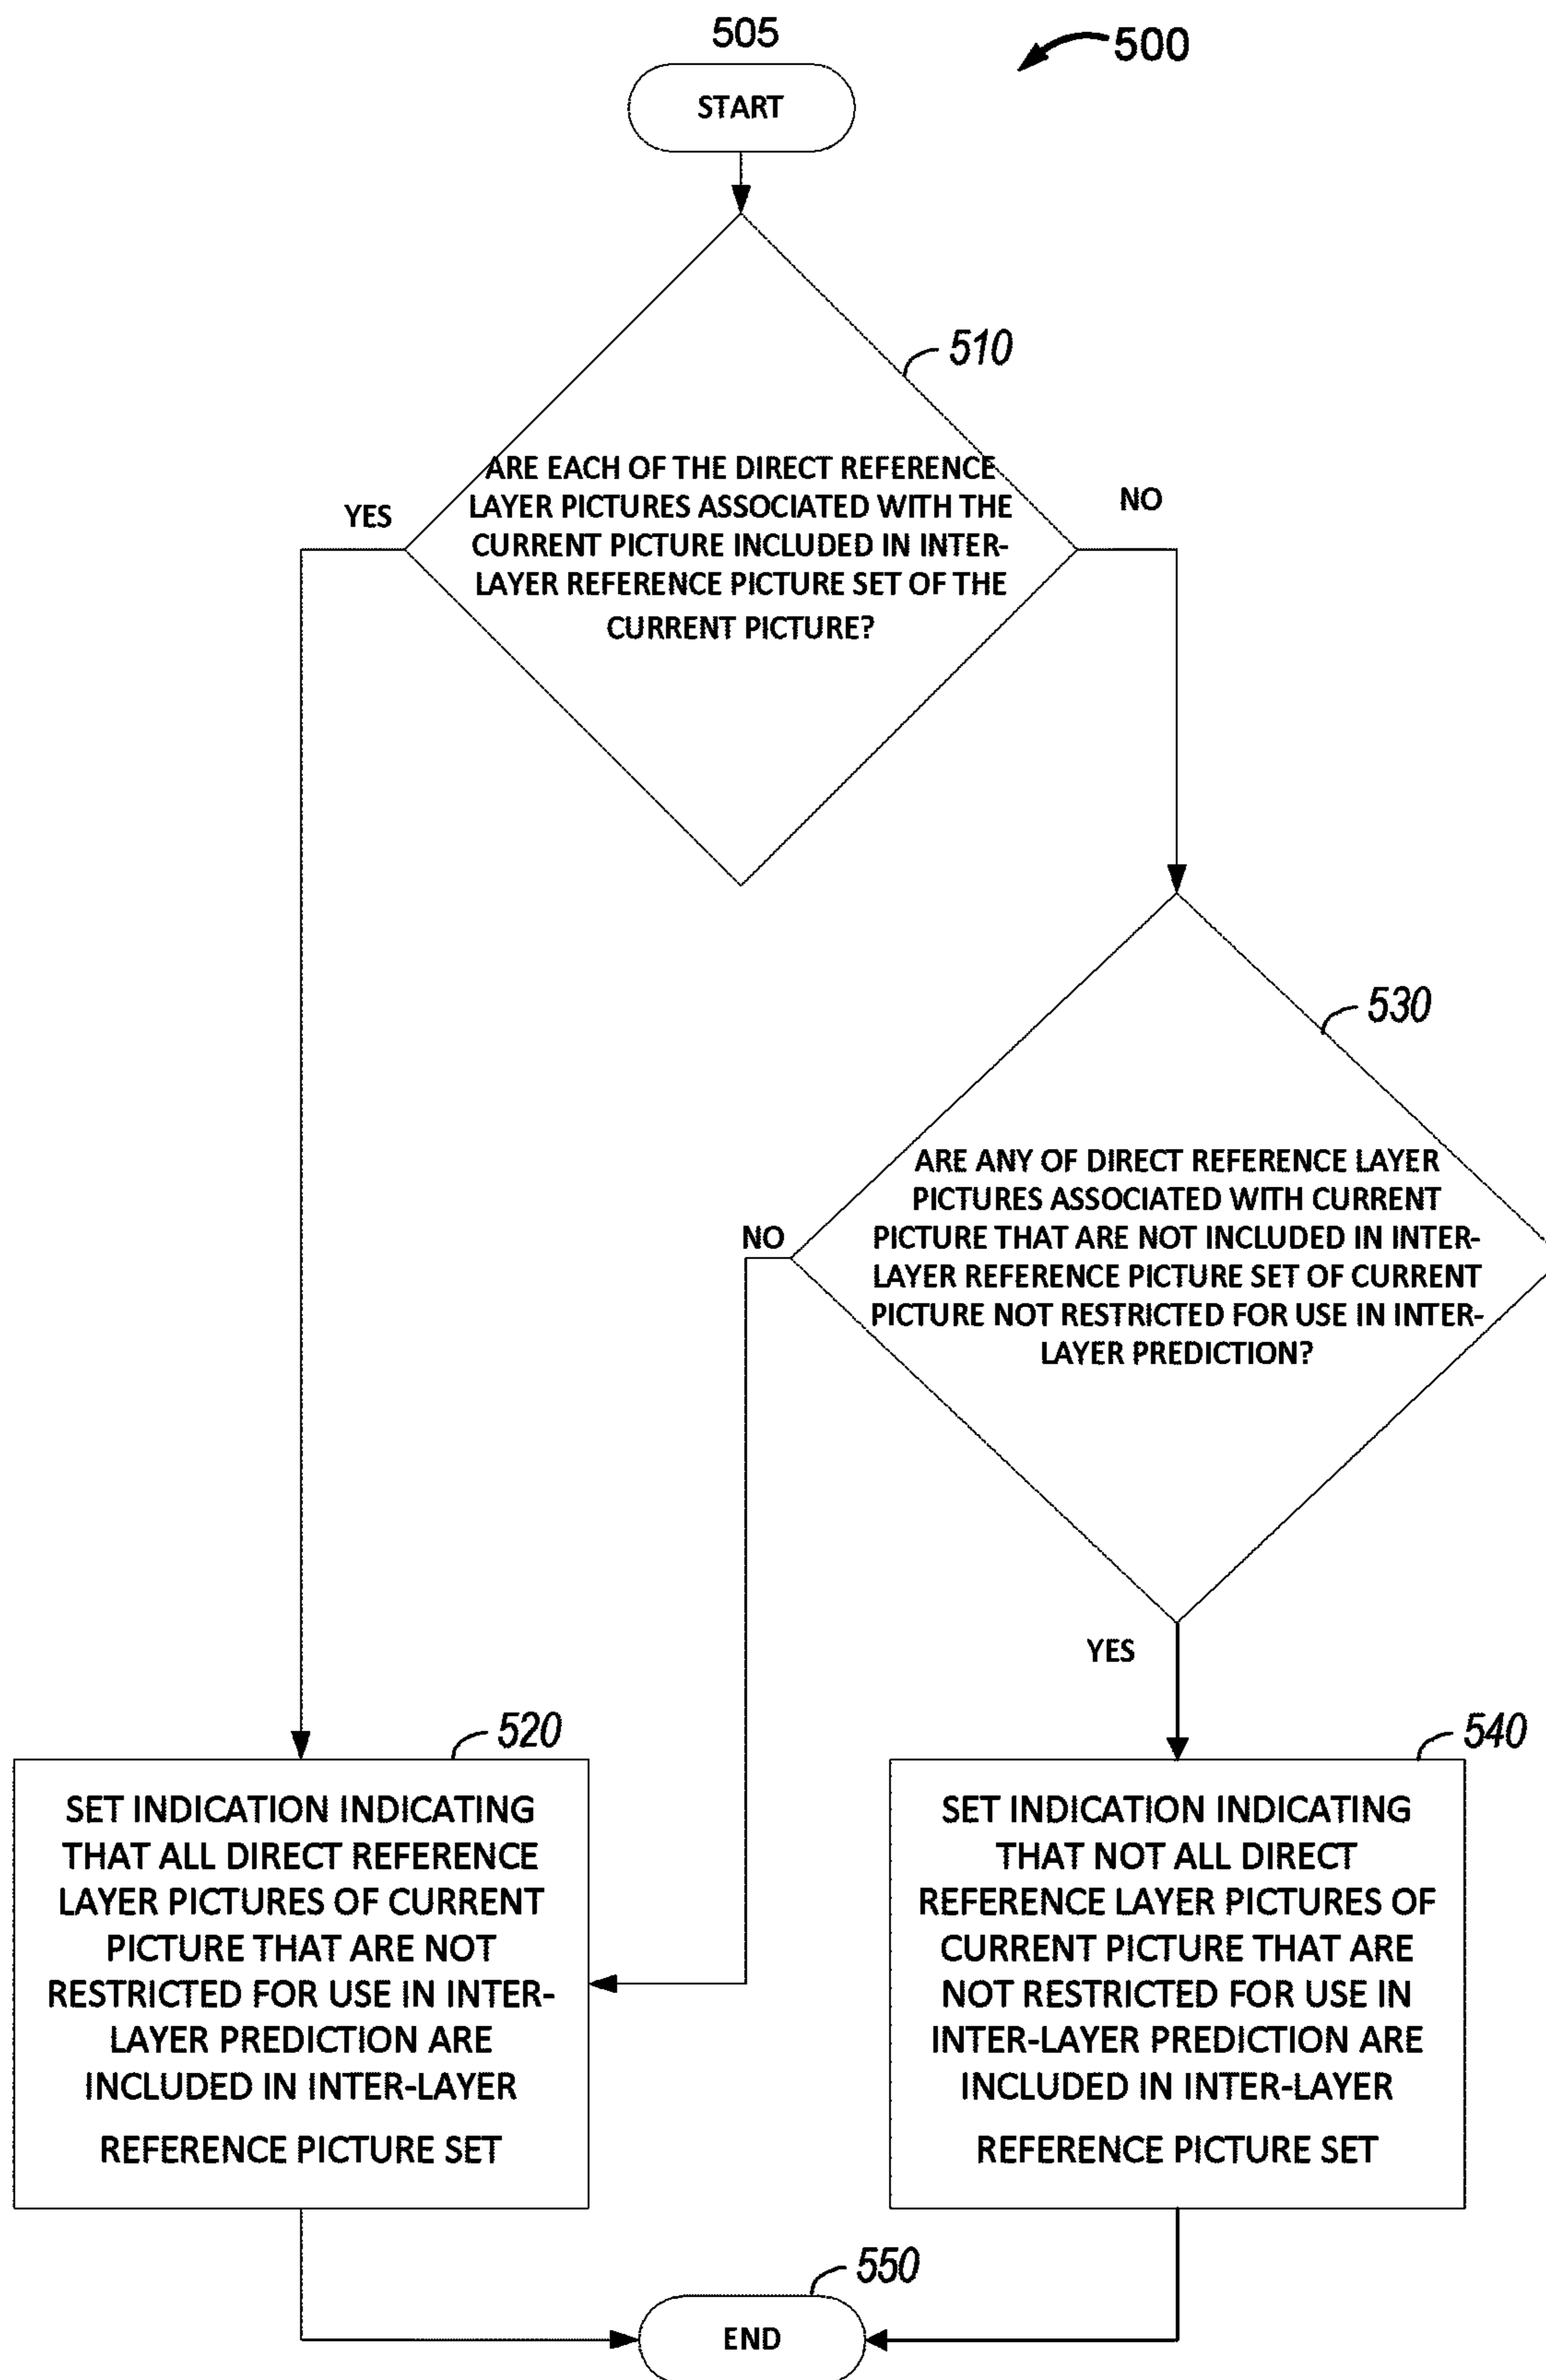 505
500
START
510
ARE EACH OF THE DIRECT REFERENCE
LAYER PICTURES ASSOCIATED WITH THE
CURRENT PICTURE INCLUDED IN INTER-
LAYER REFERENCE PICTURE SET OF THE
CURRENT PICTURE?
YES
NO
530
ARE ANY OF DIRECT REFERENCE LAYER
PICTURES ASSOCIATED WITH CURRENT
PICTURE THAT ARE NOT INCLUDED IN INTER-
LAYER REFERENCE PICTURE SET OF CURRENT
PICTURE NOT RESTRICTED FOR USE IN INTER-
LAYER PREDICTION?
NO
YES
520
SET INDICATION INDICATING
THAT ALL DIRECT REFERENCE
LAYER PICTURES OF CURRENT
PICTURE THAT ARE NOT
RESTRICTED FOR USE IN INTER-
LAYER PREDICTION ARE
INCLUDED IN INTER-LAYER
REFERENCE PICTURE SET
540
SET INDICATION INDICATING
THAT NOT ALL DIRECT
REFERENCE LAYER PICTURES OF
CURRENT PICTURE THAT ARE
NOT RESTRICTED FOR USE IN
INTER-LAYER PREDICTION ARE
INCLUDED IN INTER-LAYER
REFERENCE PICTURE SET
550
END